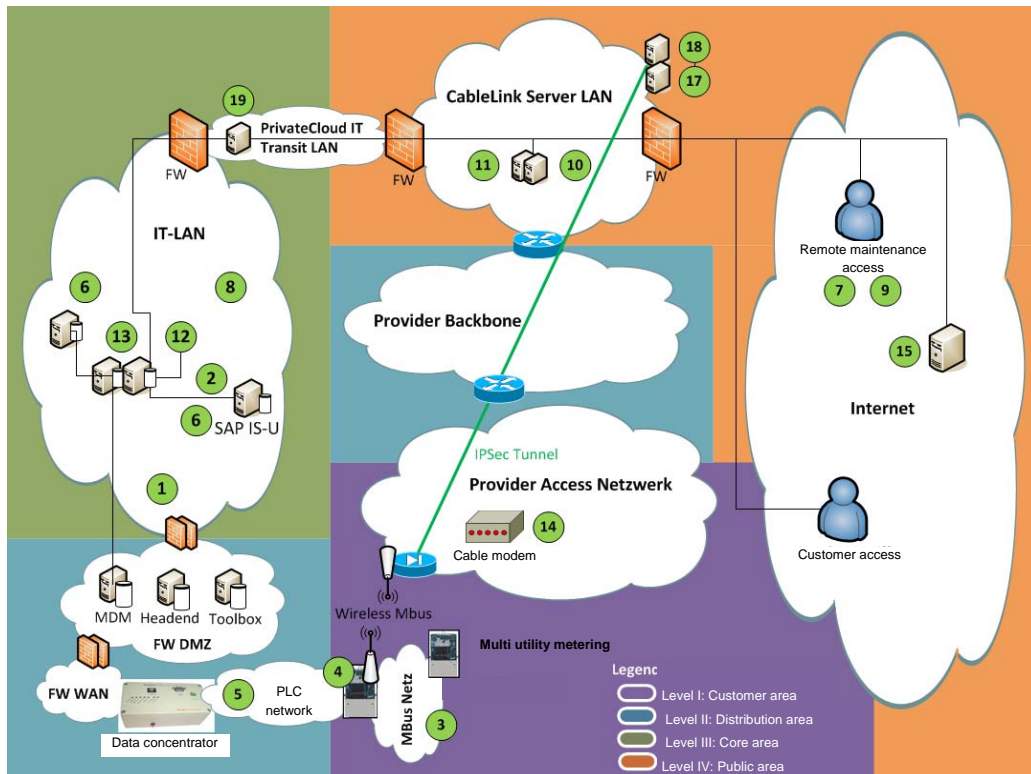 18
17
CableLink Server LAN
19
PrivateCloud IT
Transit LAN
FW
FW
11
10
FW
IT-LAN
Remote maintenance
access
7
9
6
8
Provider Backbone
13
12
15
2
6
SAP IS-U
Internet
IPSec Tunnel
Provider Access Netzwerk
1
14
Cable modem
Customer access
MDM
Headend
Toolbox
FW DMZ
Wireless Mbus
Multi utility metering
4
FW WAN
5
PLC
network
MBus Netz
3
Data concentrator
Legend
Level I: Customer area
Level II: Distribution area
Level III: Core area
Level IV: Public area